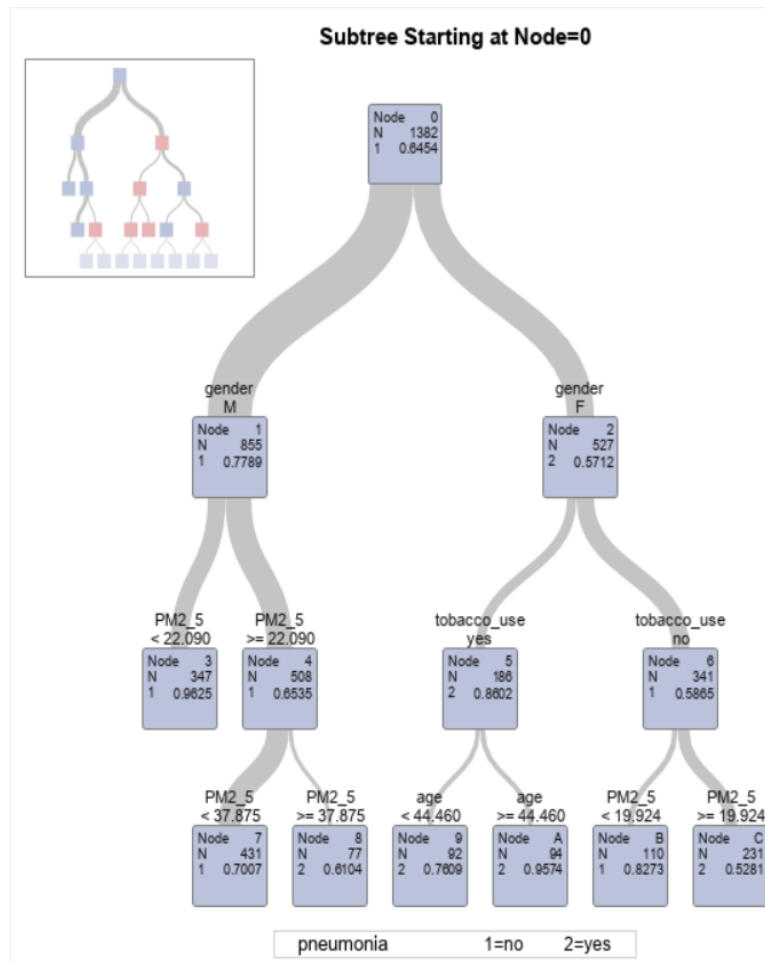 Subtree Starting at Node=0
Node 0
N 1382
1 0.6454
gender
M
Node 1
N 855
1 0.7789
gender
F
Node 2
N 527
2 0.5712
PM2_5
< 22.090
Node 3
N 347
1 0.9625
PM2_5
>= 22.090
Node 4
N 508
1 0.6535
tobacco_use
yes
Node 5
N 186
2 0.8602
tobacco_use
no
Node 6
N 341
1 0.5865
PM2_5
< 37.875
Node 7
N 431
1 0.7007
PM2_5
>= 37.875
Node 8
N 77
2 0.6104
age
< 44.460
Node 9
N 92
2 0.7609
age
>= 44.460
Node A
N 94
2 0.9574
PM2_5
< 19.924
Node B
N 110
1 0.8273
PM2_5
>= 19.924
Node C
N 231
2 0.5281
pneumonia 1=no 2=yes